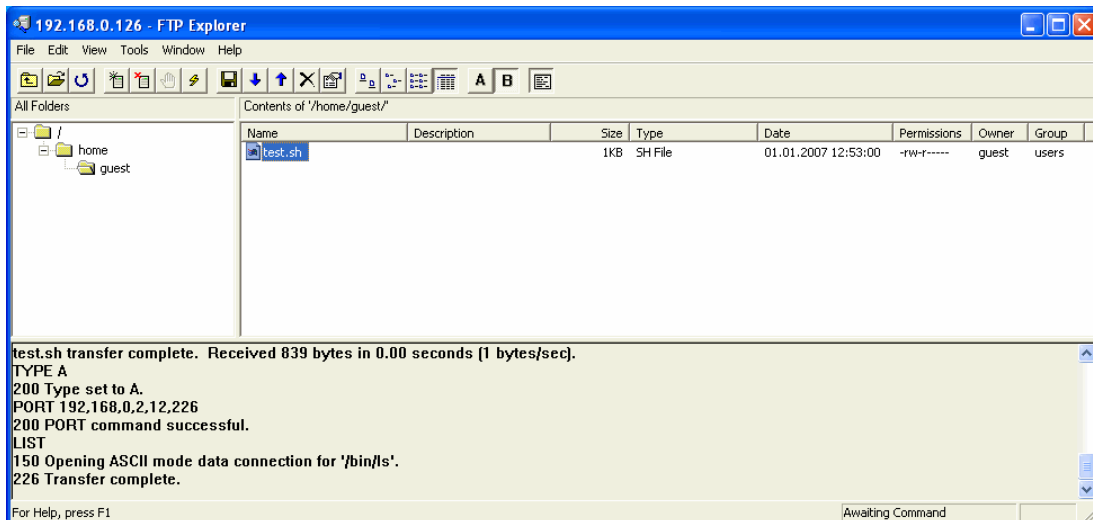 192.168.0.126 - FTP Explorer
File Edit View Tools Window Help
A B
All Folders
Contents of '/home/guest/'
/
home
guest
Name Description Size Type Date Permissions Owner Group
test.sh 1KB SH File 01.01.2007 12:53:00 -rw-r----- guest users
test.sh transfer complete.  Received 839 bytes in 0.00 seconds (1 bytes/sec).
TYPE A
200 Type set to A.
PORT 192,168,0,2,12,226
200 PORT command successful.
LIST
150 Opening ASCII mode data connection for '/bin/ls'.
226 Transfer complete.
For Help, press F1
Awaiting Command